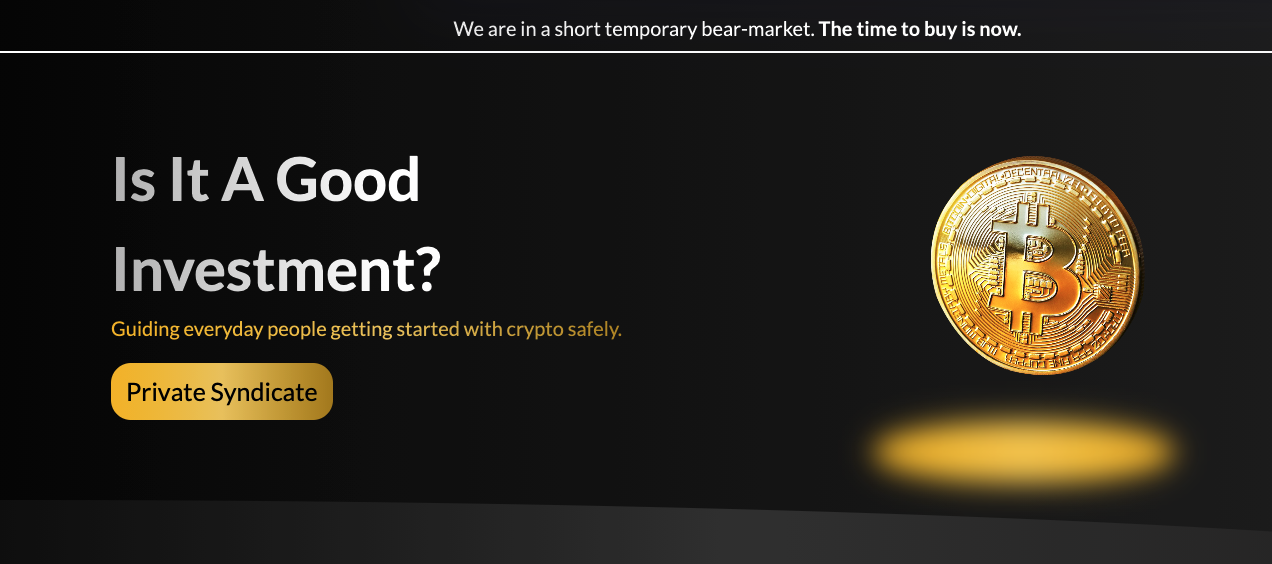 We are in a short temporary bear-market. The time to buy is now.
Is It A Good
Investment?
Guiding everyday people getting started with crypto safely.
Private Syndicate